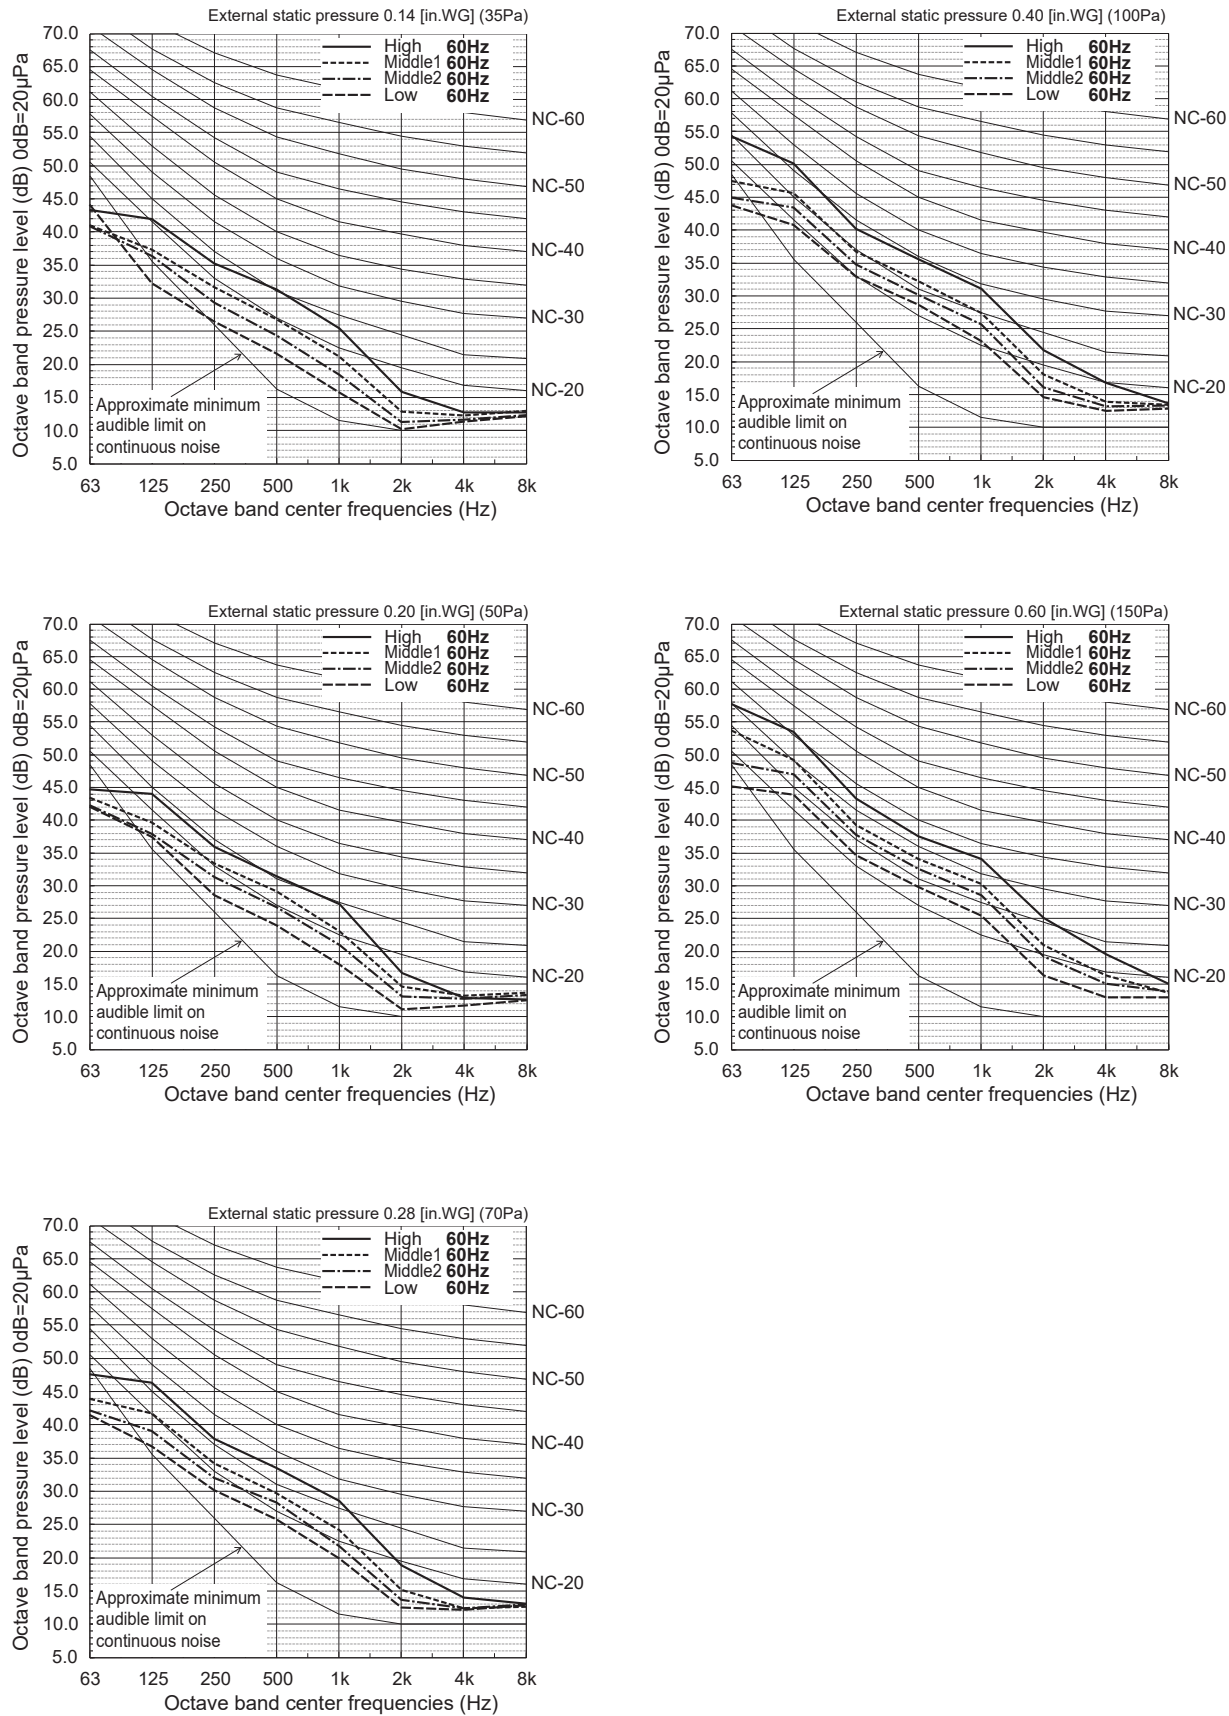 External static pressure 0.14 [in.WG] (35Pa)
Octave band pressure level (dB) 0dB=20µPa
70.0
65.0
60.0
55.0
50.0
45.0
40.0
35.0
30.0
25.0
20.0
15.0
10.0
5.0
High 60Hz
Middle1 60Hz
Middle2 60Hz
Low 60Hz
NC-60
NC-50
NC-40
NC-30
NC-20
Approximate minimum
audible limit on
continuous noise
63 125 250 500 1k 2k 4k 8k
Octave band center frequencies (Hz)
External static pressure 0.40 [in.WG] (100Pa)
Octave band pressure level (dB) 0dB=20µPa
70.0
65.0
60.0
55.0
50.0
45.0
40.0
35.0
30.0
25.0
20.0
15.0
10.0
5.0
High 60Hz
Middle1 60Hz
Middle2 60Hz
Low 60Hz
NC-60
NC-50
NC-40
NC-30
NC-20
Approximate minimum
audible limit on
continuous noise
63 125 250 500 1k 2k 4k 8k
Octave band center frequencies (Hz)
External static pressure 0.20 [in.WG] (50Pa)
Octave band pressure level (dB) 0dB=20µPa
70.0
65.0
60.0
55.0
50.0
45.0
40.0
35.0
30.0
25.0
20.0
15.0
10.0
5.0
High 60Hz
Middle1 60Hz
Middle2 60Hz
Low 60Hz
NC-60
NC-50
NC-40
NC-30
NC-20
Approximate minimum
audible limit on
continuous noise
63 125 250 500 1k 2k 4k 8k
Octave band center frequencies (Hz)
External static pressure 0.60 [in.WG] (150Pa)
Octave band pressure level (dB) 0dB=20µPa
70.0
65.0
60.0
55.0
50.0
45.0
40.0
35.0
30.0
25.0
20.0
15.0
10.0
5.0
High 60Hz
Middle1 60Hz
Middle2 60Hz
Low 60Hz
NC-60
NC-50
NC-40
NC-30
NC-20
Approximate minimum
audible limit on
continuous noise
63 125 250 500 1k 2k 4k 8k
Octave band center frequencies (Hz)
External static pressure 0.28 [in.WG] (70Pa)
Octave band pressure level (dB) 0dB=20µPa
70.0
65.0
60.0
55.0
50.0
45.0
40.0
35.0
30.0
25.0
20.0
15.0
10.0
5.0
High 60Hz
Middle1 60Hz
Middle2 60Hz
Low 60Hz
NC-60
NC-50
NC-40
NC-30
NC-20
Approximate minimum
audible limit on
continuous noise
63 125 250 500 1k 2k 4k 8k
Octave band center frequencies (Hz)